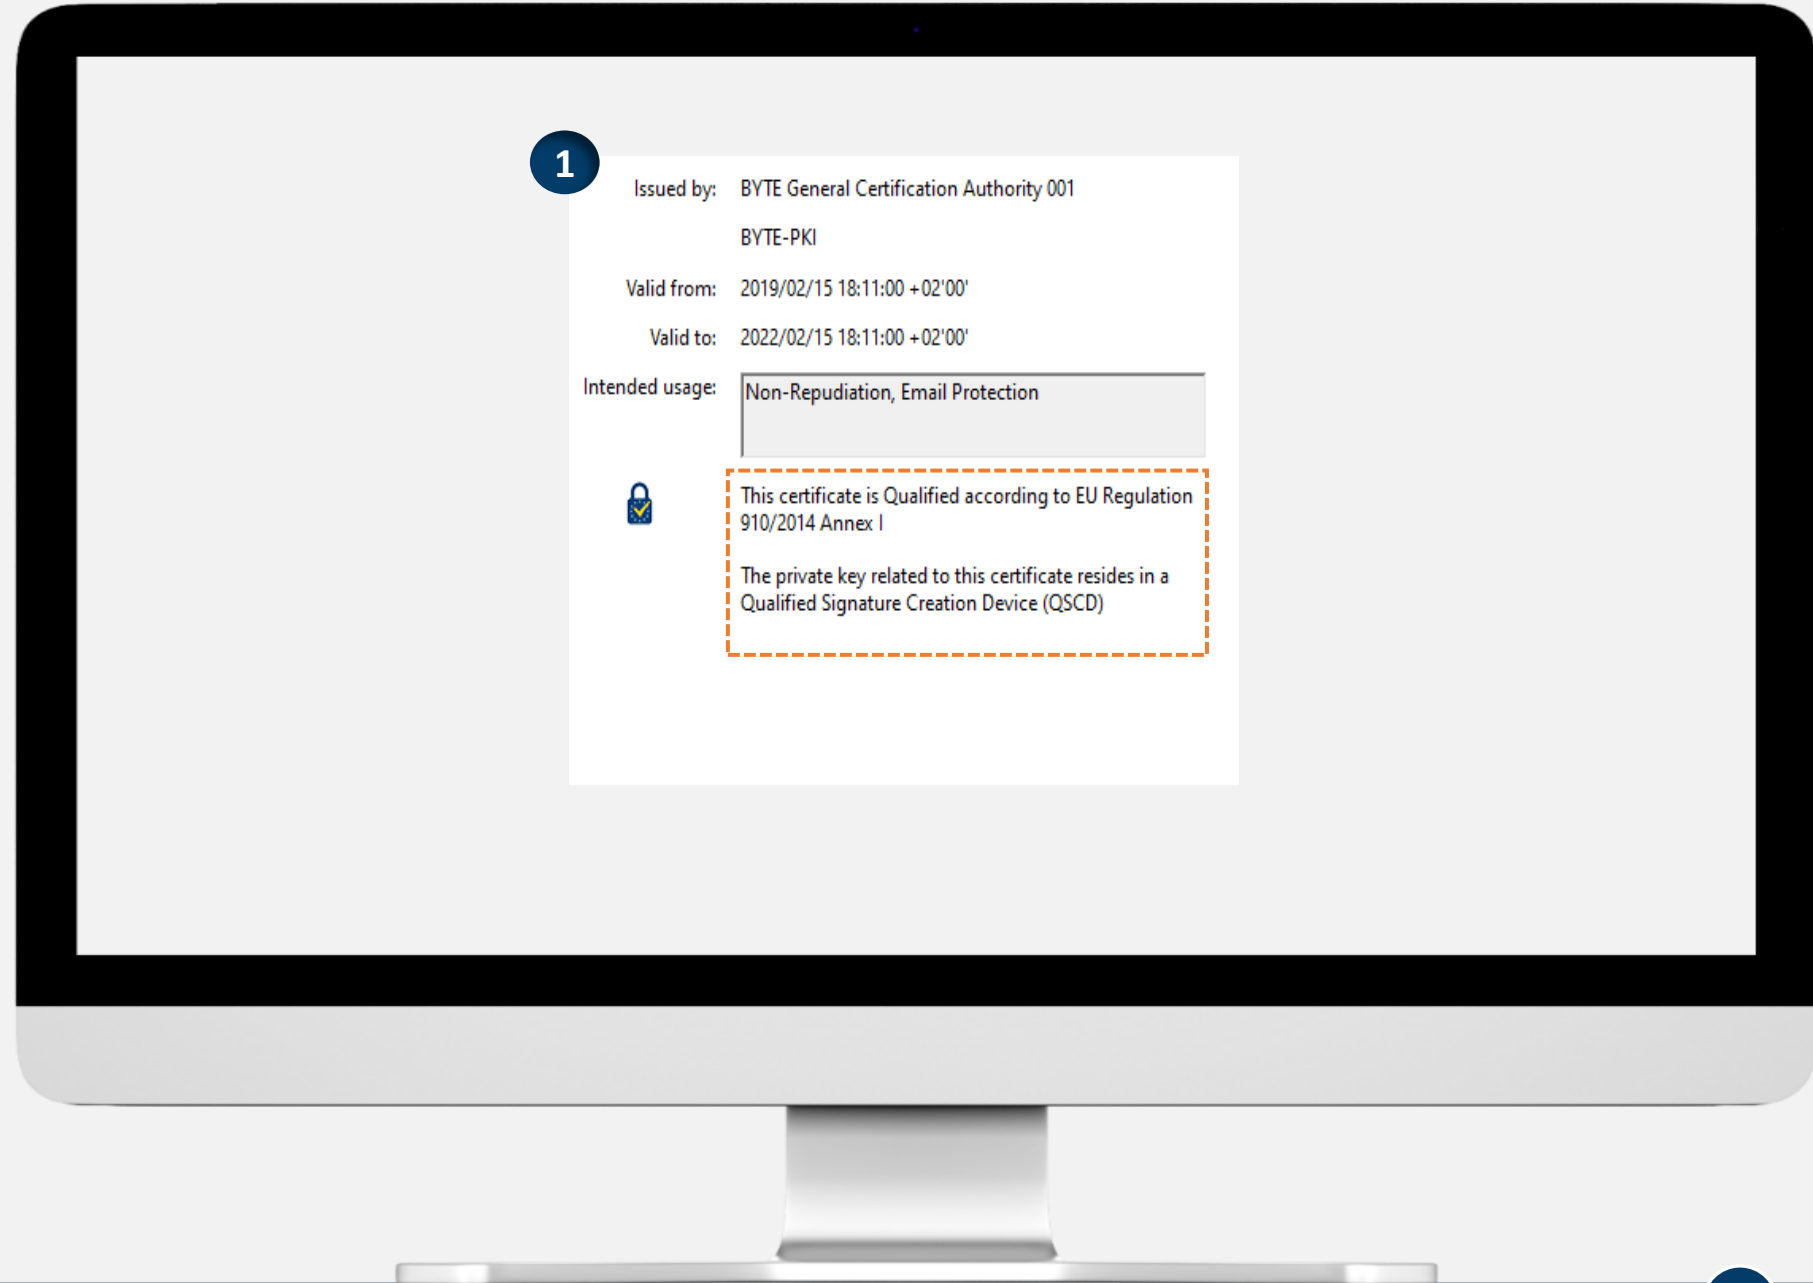 1
Issued by: BYTE General Certification Authority 001
BYTE-PKI
Valid from: 2019/02/15 18:11:00 +02'00'
Valid to: 2022/02/15 18:11:00 +02'00'
Intended usage: Non-Repudiation, Email Protection
This certificate is Qualified according to EU Regulation
910/2014 Annex I
The private key related to this certificate resides in a
Qualified Signature Creation Device (QSCD)